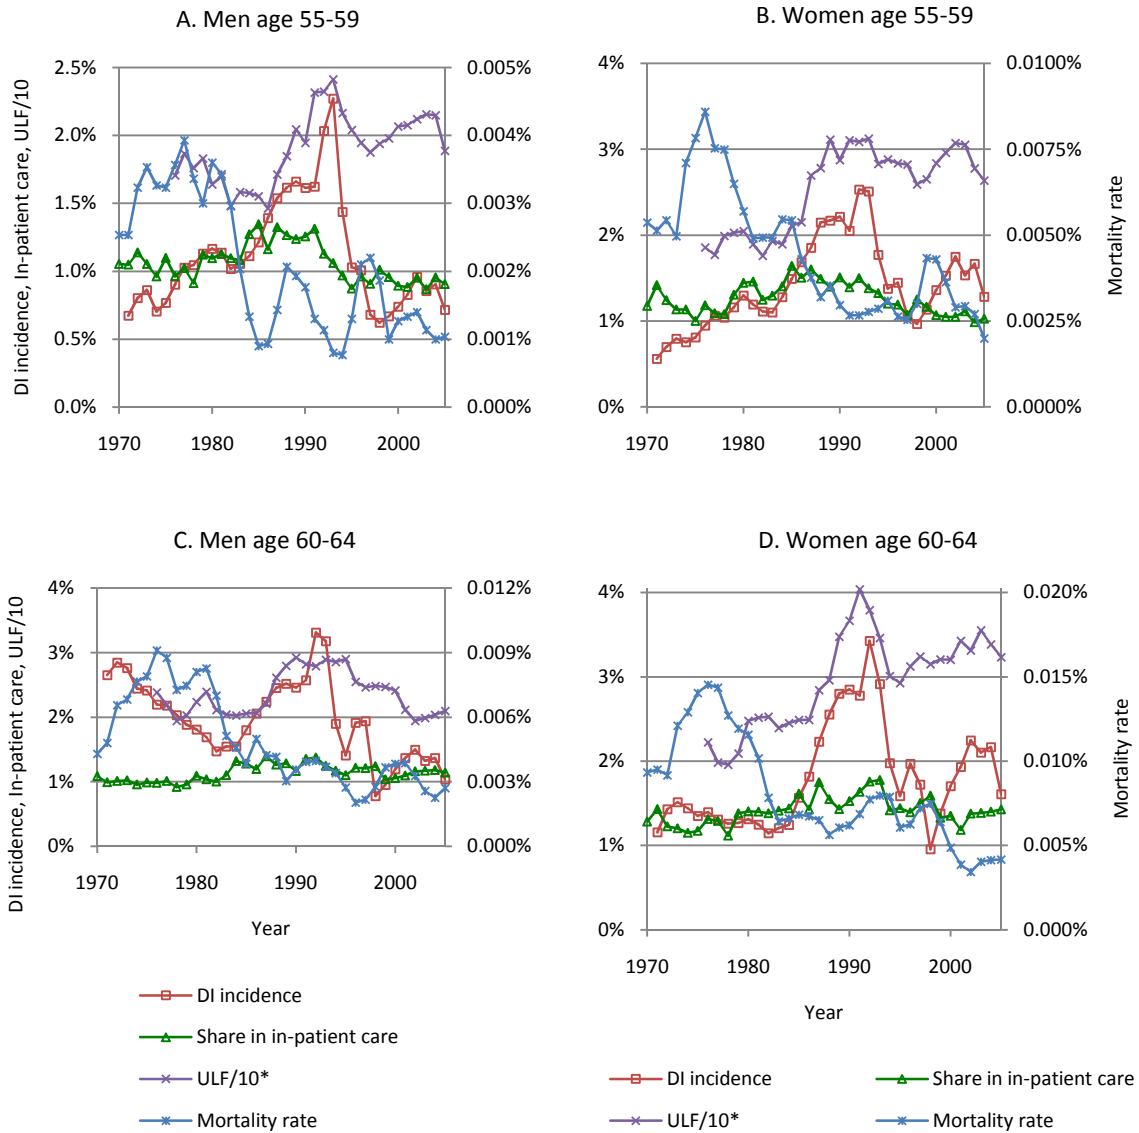 A. Men age 55-59
DI incidence, In-patient care, ULF/10
2.5%
2.0%
1.5%
1.0%
0.5%
0.0%
0.005%
0.004%
0.003%
0.002%
0.001%
0.000%
1970 1980 1990 2000
B. Women age 55-59
4%
3%
2%
1%
0%
0.0100%
0.0075%
0.0050%
0.0025%
0.0000%
Mortality rate
1970 1980 1990 2000
C. Men age 60-64
DI incidence, In-patient care, ULF/10
4%
3%
2%
1%
0%
0.012%
0.009%
0.006%
0.003%
0.000%
1970 1980 1990 2000
Year
D. Women age 60-64
4%
3%
2%
1%
0%
0.020%
0.015%
0.010%
0.005%
0.000%
Mortality rate
1970 1980 1990 2000
Year
DI incidence
Share in in-patient care
ULF/10*
Mortality rate
DI incidence Share in in-patient care
ULF/10* Mortality rate